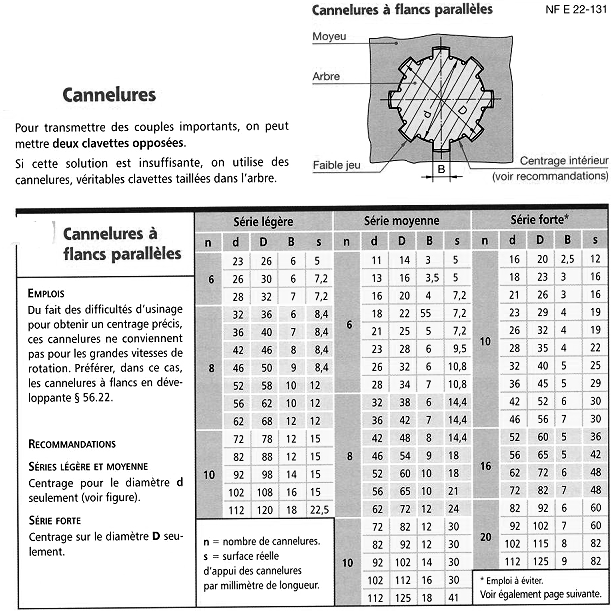 Cannelures à flancs parallèles NF E 22-131
Moyeu
Arbre
d
D
Faible jeu
B
Centrage intérieur
(voir recommandations)
Cannelures
Pour transmettre des couples importants, on peut
mettre deux clavettes opposées.
Si cette solution est insuffisante, on utilise des
cannelures, véritables clavettes taillées dans l'arbre.
Cannelures à
flancs parallèles
EMPLOIS
Du fait des difficultés d'usinage
pour obtenir un centrage précis,
ces cannelures ne conviennent
pas pour les grandes vitesses de
rotation. Préférer, dans ce cas,
les cannelures à flancs en déve-
loppante § 56.22.
RECOMMANDATIONS
SÉRIES LÉGÈRE ET MOYENNE
Centrage pour le diamètre d
seulement (voir figure).
SÉRIE FORTE
Centrage sur le diamètre D seu-
lement.
Série légère
n d D B s
6
23 26 6 5
26 30 6 7,2
28 32 7 7,2
8
32 36 6 8,4
36 40 7 8,4
42 46 8 8,4
46 50 9 8,4
52 58 10 12
56 62 10 12
62 68 12 12
10
72 78 12 15
82 88 12 15
92 98 14 15
102 108 16 15
112 120 18 22,5
n = nombre de cannelures.
s = surface réelle
d'appui des cannelures
par millimètre de longueur.
Série moyenne
n d D B s
6
11 14 3 5
13 16 3,5 5
16 20 4 7,2
18 22 55 7,2
21 25 5 7,2
23 28 6 9,5
26 32 6 10,8
28 34 7 10,8
8
32 38 6 14,4
36 42 7 14,4
42 48 8 14,4
46 54 9 18
52 60 10 18
56 65 10 21
62 72 12 24
10
72 82 12 30
82 92 12 30
92 102 14 30
102 112 16 30
112 125 18 41
Série forte*
n d D B s
10
16 20 2,5 12
18 23 3 16
21 26 3 16
23 29 4 19
26 32 4 19
28 35 4 22
32 40 5 25
36 45 5 29
42 52 6 30
46 56 7 30
16
52 60 5 36
56 65 5 42
62 72 6 48
72 82 7 48
20
82 92 6 60
92 102 7 60
102 115 8 82
112 125 9 82
* Emploi à éviter.
Voir également page suivante.